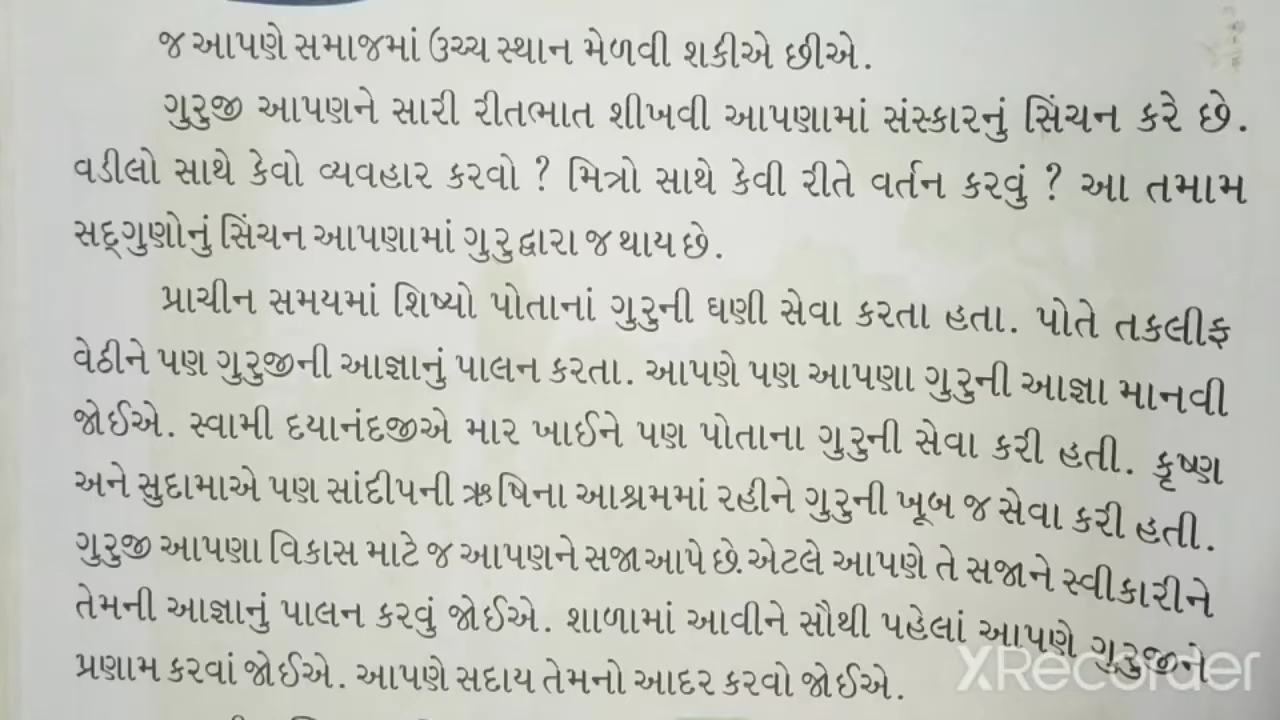 જ આપણે સમાજમાં ઉચ્ચ સ્થાન મેળવી શકીએ છીએ.
ગુરુજી આપણને સારી રીતભાત શીખવી આપણામાં સંસ્કારનું સિંચન કરે છે.
વડીલો સાથે કેવો વ્યવહાર કરવો ? મિત્રો સાથે કેવી રીતે વર્તન કરવું ? આ તમામ
સદ્ગુણોનું સિંચન આપણામાં ગુરુ દ્વારા જ થાય છે.
પ્રાચીન સમયમાં શિષ્યો પોતાનાં ગુરુની ઘણી સેવા કરતા હતા. પોતે તકલીફ
વેઠીને પણ ગુરુજીની આજ્ઞાનું પાલન કરતા. આપણે પણ આપણા ગુરુની આજ્ઞા માનવી
જોઈએ. સ્વામી દયાનંદજીએ માર ખાઈને પણ પોતાના ગુરુની સેવા કરી હતી. કૃષ્ણ
અને સુદામાએ પણ સાંદીપની ઋષિના આશ્રમમાં રહીને ગુરુની ખૂબ જ સેવા કરી હતી.
ગુરુજી આપણા વિકાસ માટે જ આપણને સજા આપે છે. એટલે આપણે તે સજાને સ્વીકારીને
તેમની આજ્ઞાનું પાલન કરવું જોઈએ. શાળામાં આવીને સૌથી પહેલાં આપણે ગુરુજીને
પ્રણામ કરવાં જોઈએ. આપણે સદાય તેમનો આદર કરવો જોઈએ.
XRecorder